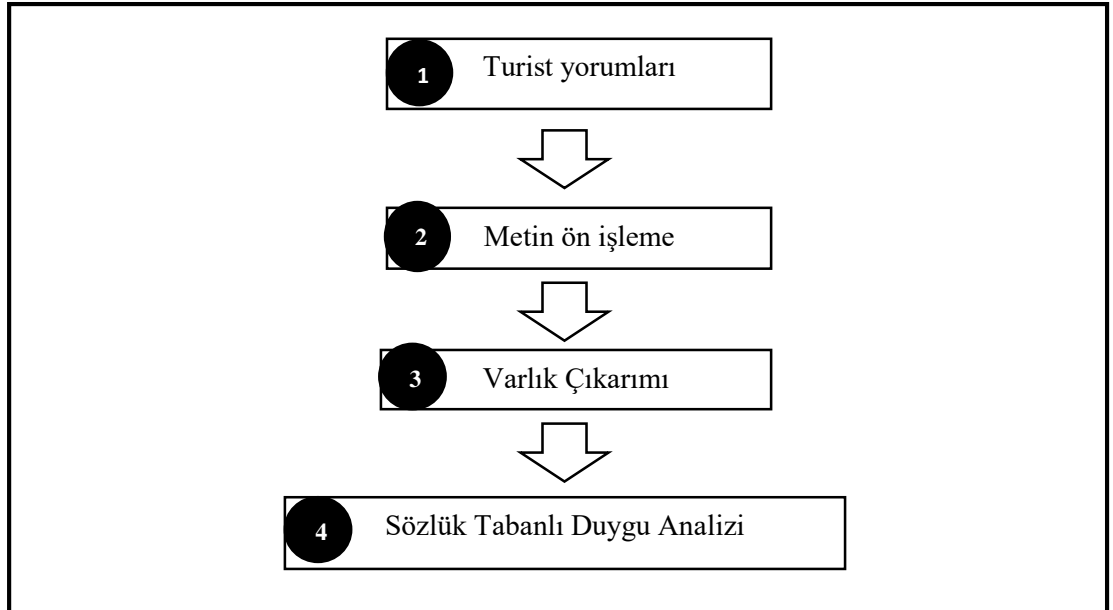 1 Turist yorumları
2 Metin ön işleme
3 Varlık Çıkarımı
4 Sözlük Tabanlı Duygu Analizi